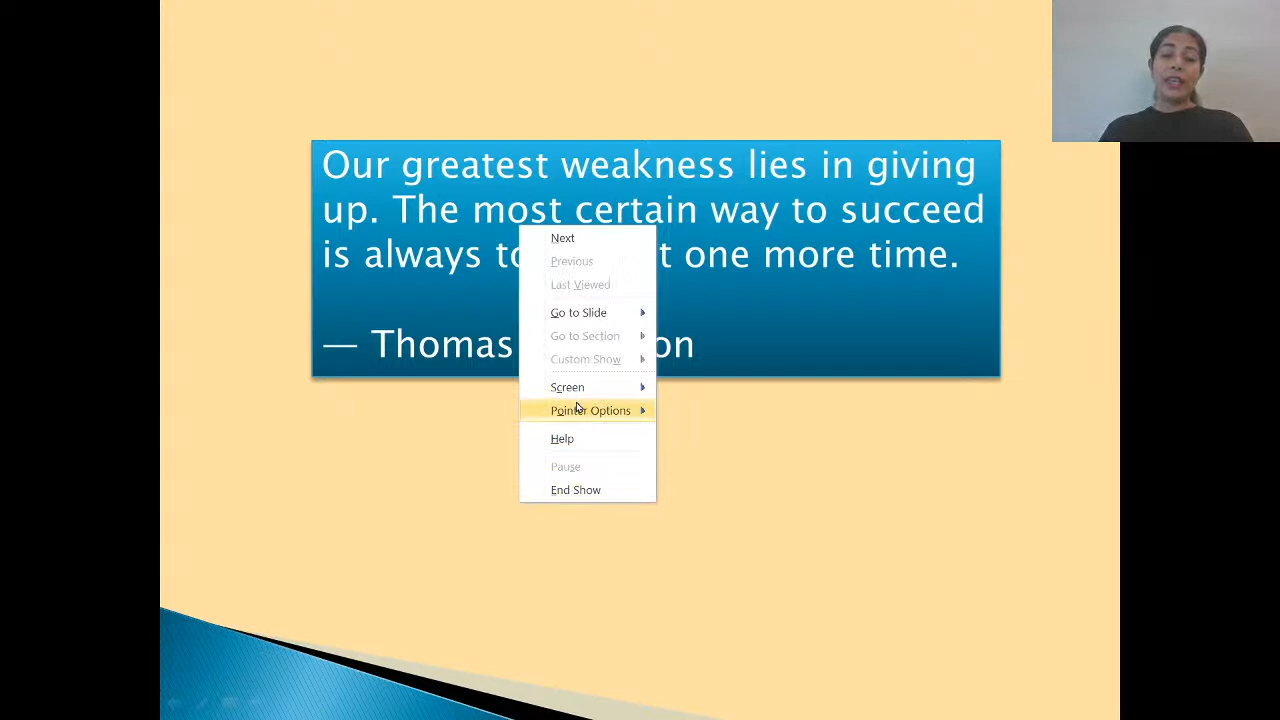 Our greatest weakness lies in giving
up. The most certain way to succeed
is always to t one more time.
— Thomas on
Next
Previous
Last Viewed
Go to Slide
Go to Section
Custom Show
Screen
Pointer Options
Help
Pause
End Show